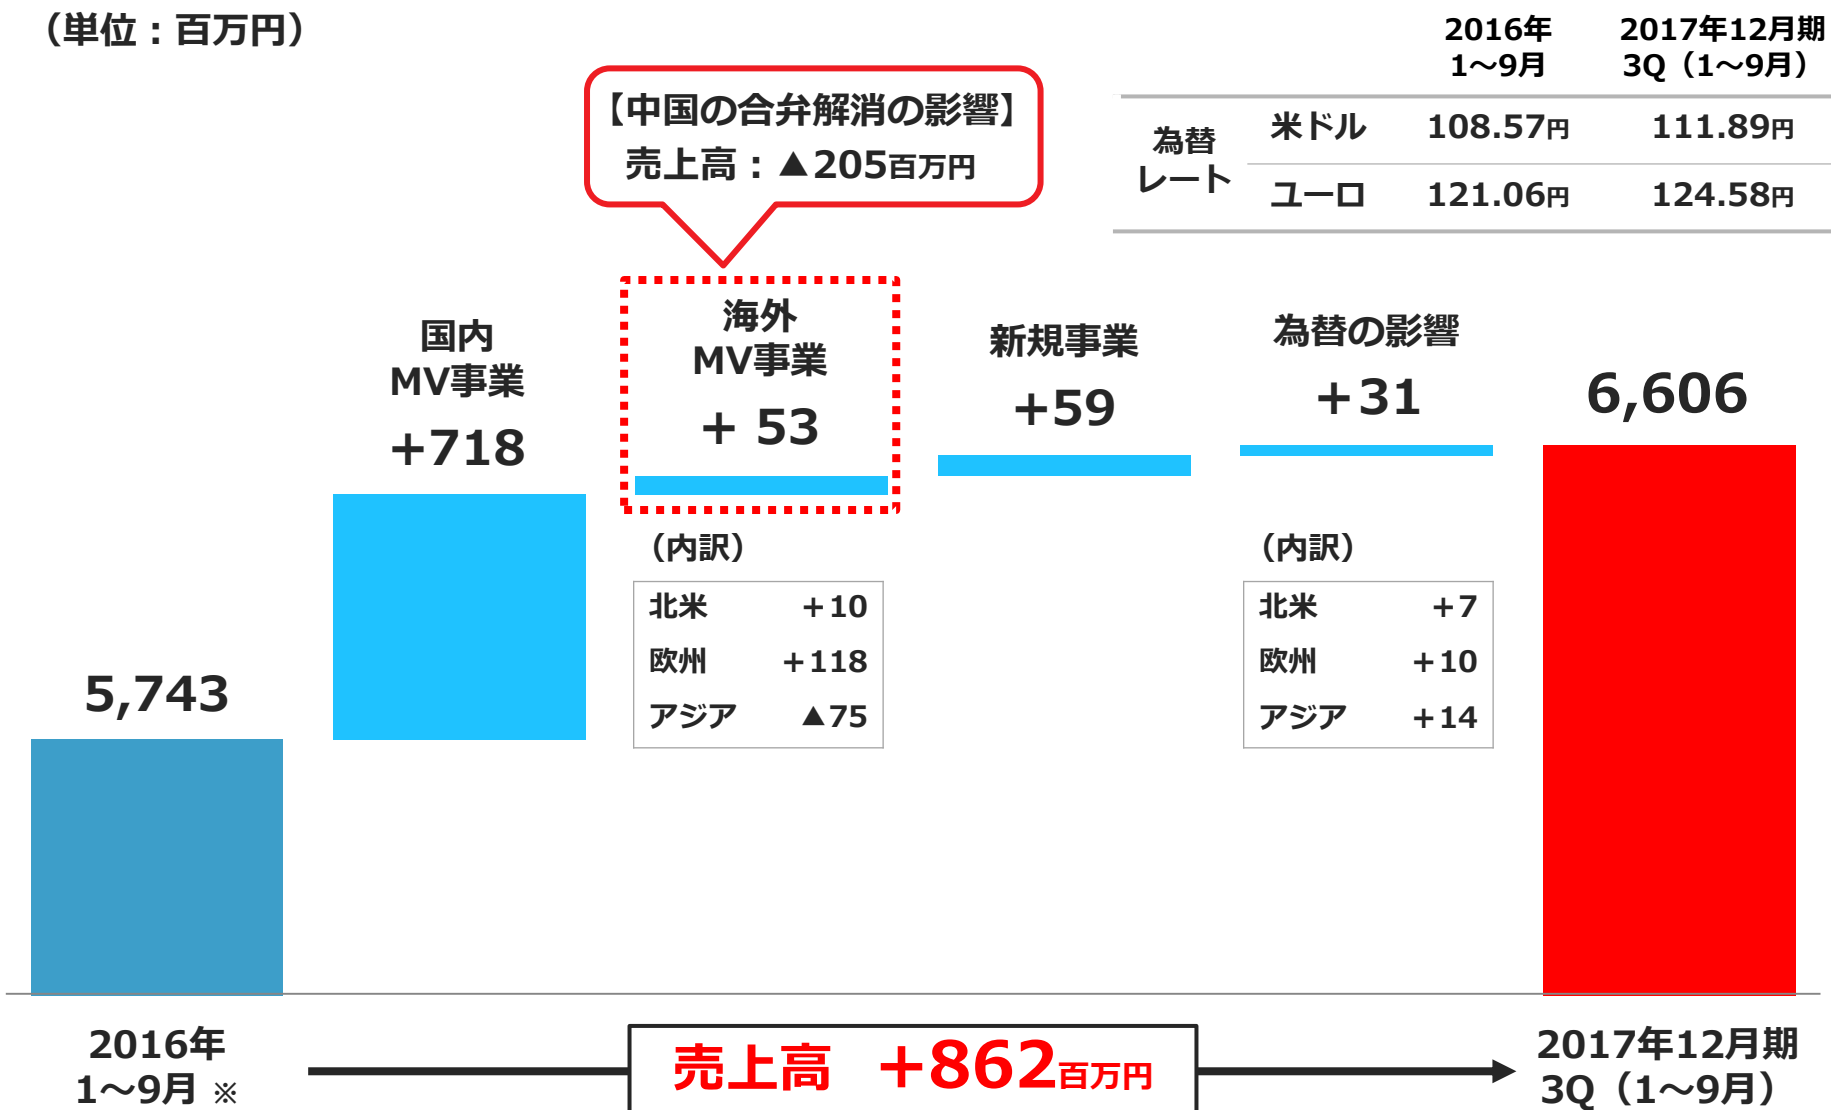 （単位：百万円）
2016年 2017年12月期
1～9月 3Q（1～9月）
為替レート
米ドル 108.57円 111.89円
ユーロ 121.06円 124.58円
【中国の合弁解消の影響】
売上高：▲205百万円
国内
MV事業
+718
海外
MV事業
+ 53
新規事業
+59
為替の影響
+31
6,606
5,743
（内訳）
北米 +10
欧州 +118
アジア ▲75
（内訳）
北米 +7
欧州 +10
アジア +14
2016年
1～9月 ※
売上高 +862百万円
2017年12月期
3Q（1～9月）